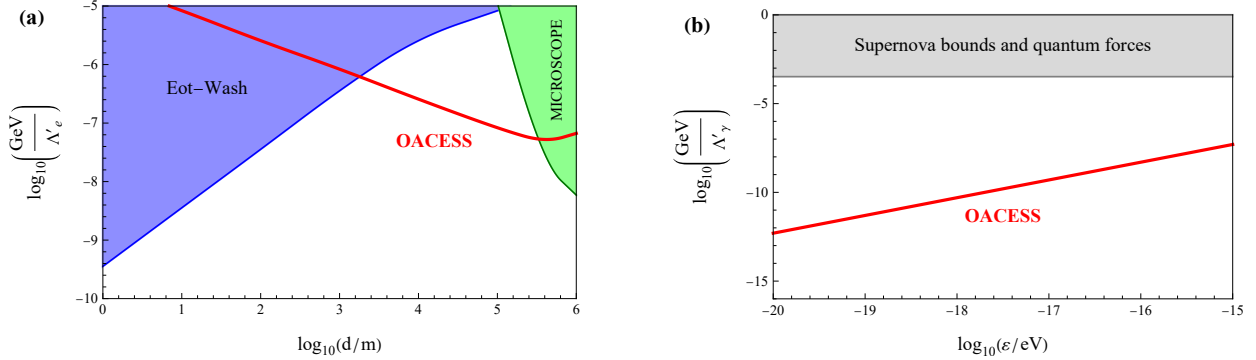 (a)
-5
-6
-7
-8
-9
-10
log10(GeV/Λ′e)
Eot−Wash
MICROSCOPE
OACESS
0 1 2 3 4 5 6
log10(d/m)
(b)
0
-5
-10
-15
log10(GeV/Λ′γ)
Supernova bounds and quantum forces
OACESS
-20 -19 -18 -17 -16 -15
log10(ε/eV)